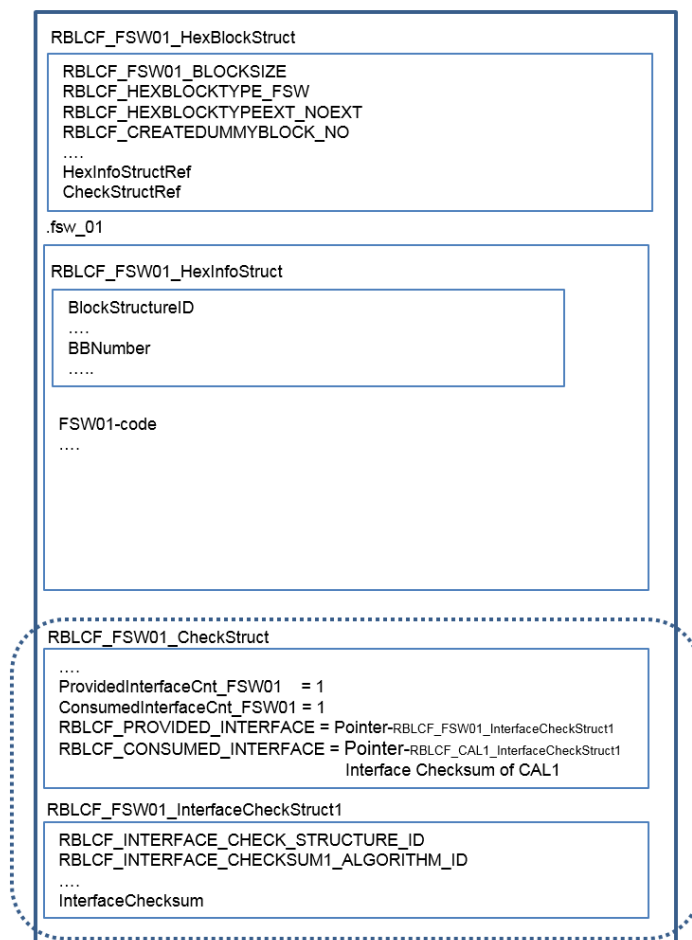 RBLCF_FSW01_HexBlockStruct
RBLCF_FSW01_BLOCKSIZE
RBLCF_HEXBLOCKTYPE_FSW
RBLCF_HEXBLOCKTYPEEXT_NOEXT
RBLCF_CREATEDUMMYBLOCK_NO
....
HexInfoStructRef
CheckStructRef
.fsw_01
RBLCF_FSW01_HexInfoStruct
BlockStructureID
....
BBNumber
.....
FSW01-code
....
RBLCF_FSW01_CheckStruct
....
ProvidedInterfaceCnt_FSW01 = 1
ConsumedInterfaceCnt_FSW01 = 1
RBLCF_PROVIDED_INTERFACE = Pointer-RBLCF_FSW01_InterfaceCheckStruct1
RBLCF_CONSUMED_INTERFACE = Pointer-RBLCF_CAL1_InterfaceCheckStruct1
Interface Checksum of CAL1
RBLCF_FSW01_InterfaceCheckStruct1
RBLCF_INTERFACE_CHECK_STRUCTURE_ID
RBLCF_INTERFACE_CHECKSUM1_ALGORITHM_ID
....
InterfaceChecksum